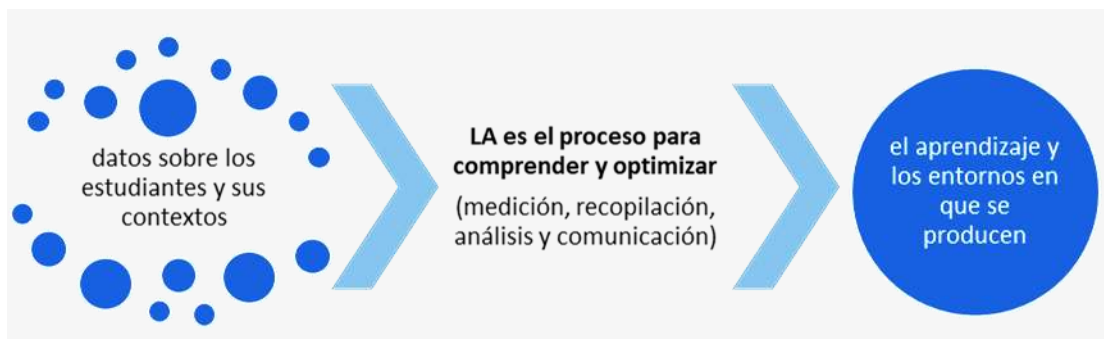 datos sobre los
estudiantes y sus
contextos
LA es el proceso para
comprender y optimizar
(medición, recopilación,
análisis y comunicación)
el aprendizaje y
los entornos en
que se
producen